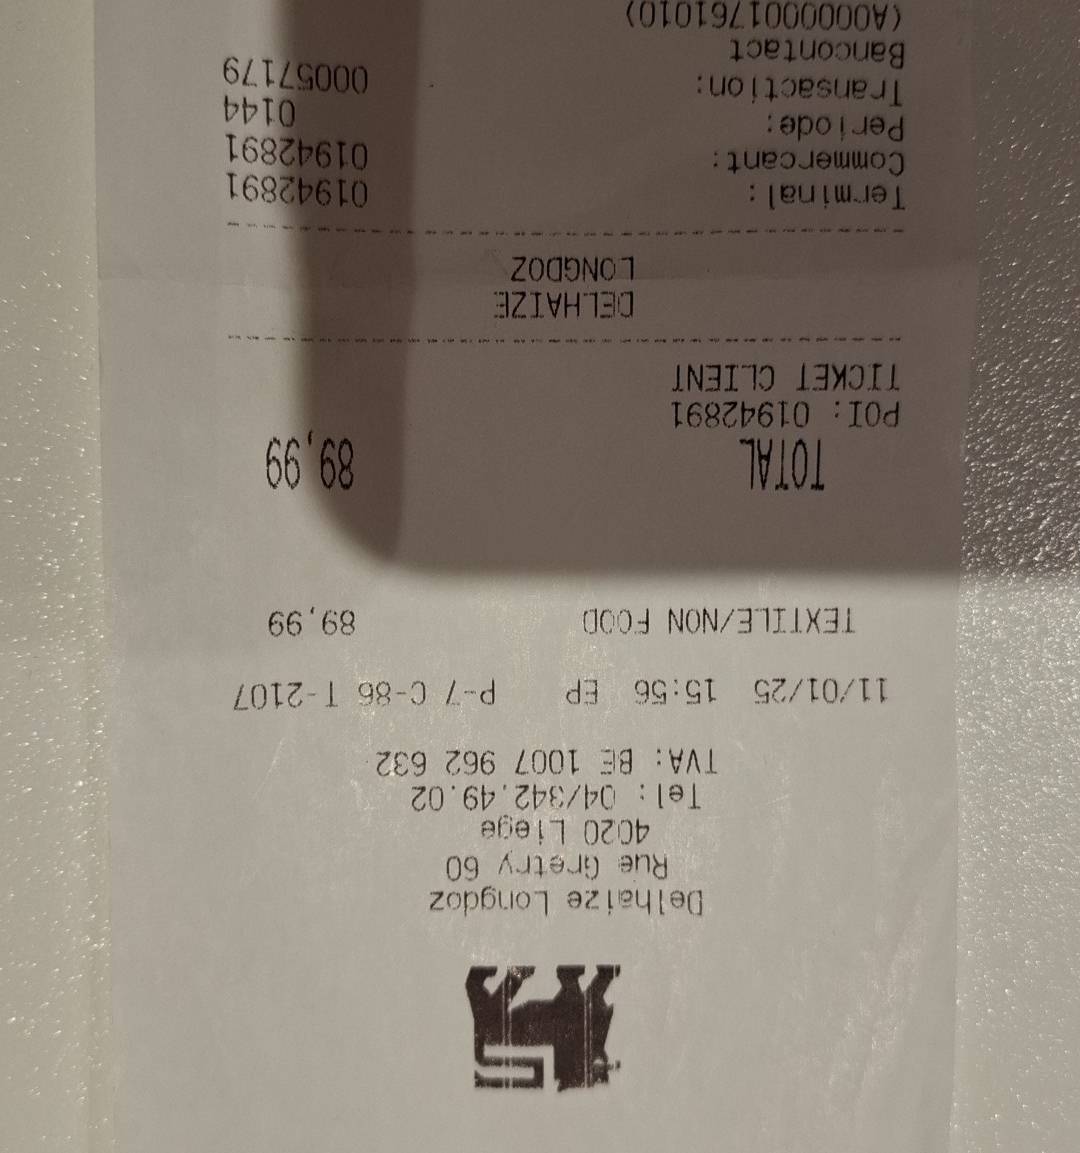 Delhaize Longdoz
Rue Gretry 60
4020 Liege
Tel: 04/342.49.02
TVA: BE 1007 962 632
11/01/25 15:56 EP P-7 C-86 T-2107
TEXTILE/NON FOOD 89,99
TOTAL 89,99
POI: 01942891
TICKET CLIENT
DELHAIZE
LONGDOZ
Terminal: 01942891
Commercant: 01942891
Periode: 0144
Transaction: 00057179
Bancontact
(A0000001761010)